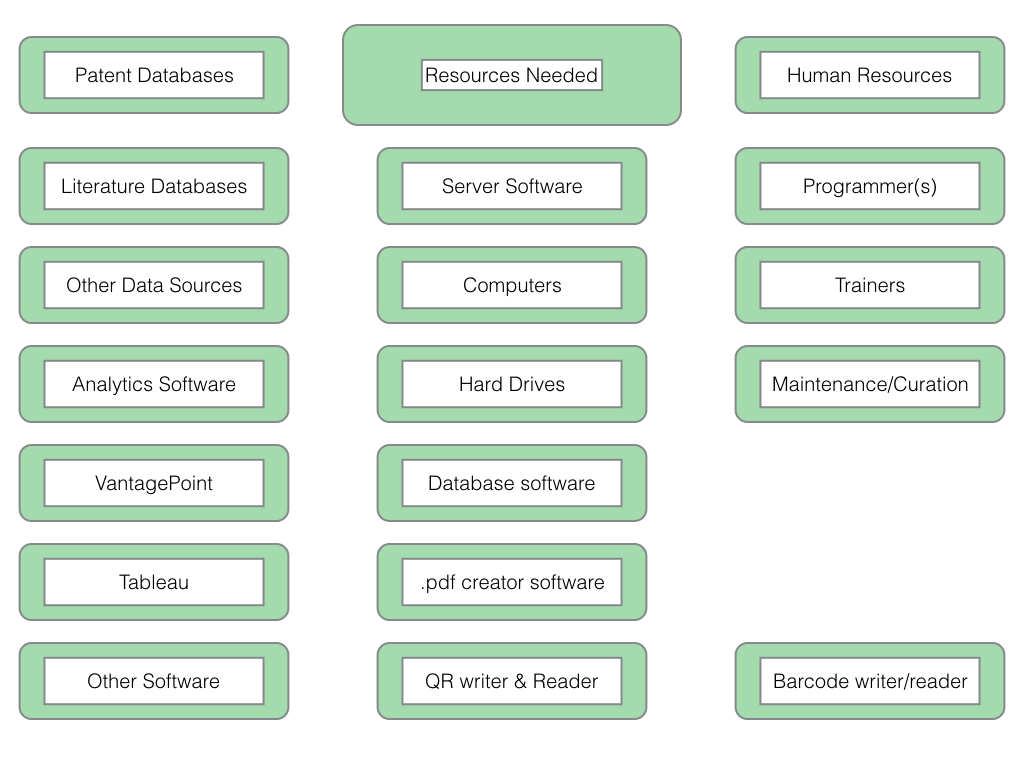 Patent Databases
Resources Needed
Human Resources
Literature Databases
Server Software
Programmer(s)
Other Data Sources
Computers
Trainers
Analytics Software
Hard Drives
Maintenance/Curation
VantagePoint
Database software
Tableau
.pdf creator software
Other Software
QR writer & Reader
Barcode writer/reader